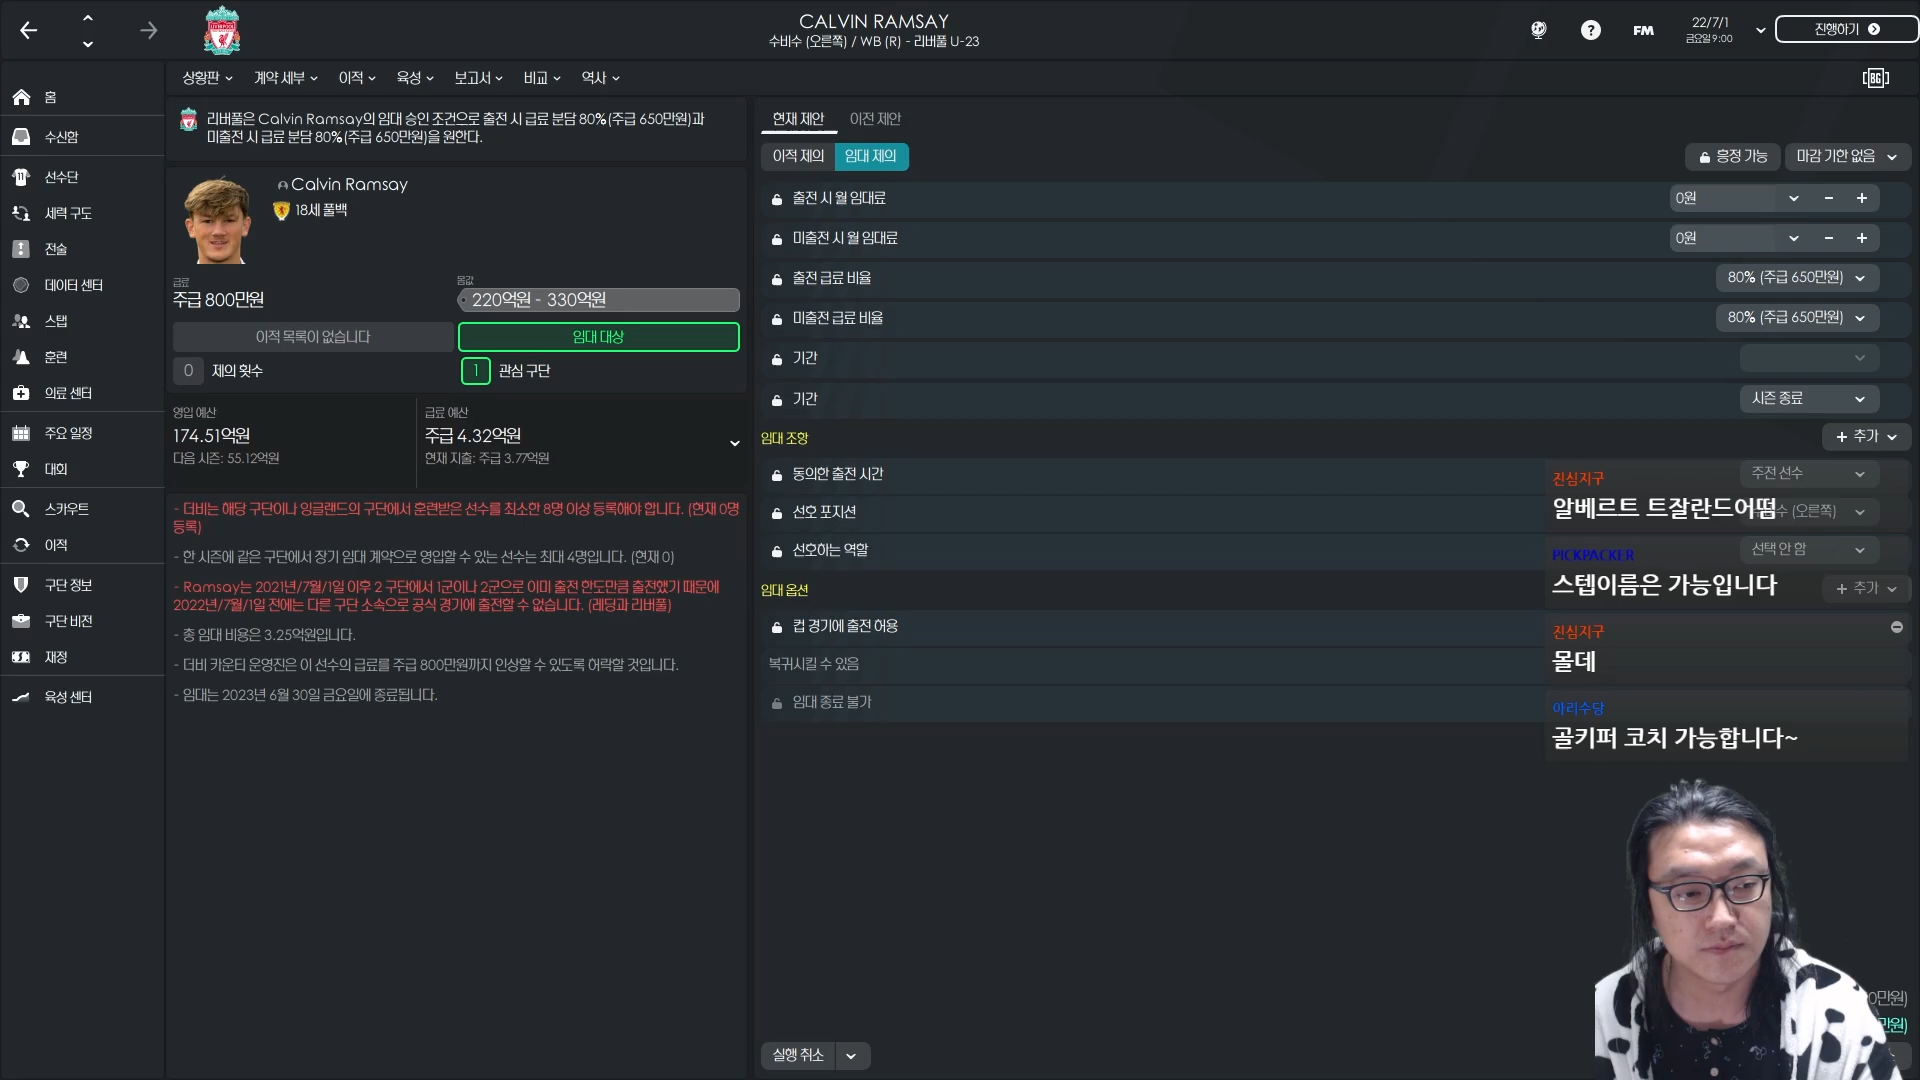 CALVIN RAMSAY
수비수 (오른쪽) / WB (R) - 리버풀 U-23
FM
22/7/1
금요일 9:00
진행하기
상황판
계약 세부
이적
육성
보고서
비교
역사
홈
수신함
선수단
세력 구도
전술
데이터 센터
스탭
훈련
의료 센터
주요 일정
대회
스카우트
이적
구단 정보
구단 비전
재정
육성 센터
리버풀은 Calvin Ramsay의 임대 승인 조건으로 출전 시 급료 분담 80%(주급 650만원)과
미출전 시 급료 분담 80%(주급 650만원)을 원한다.
Calvin Ramsay
18세 풀백
급료
주급 800만원
몸값
220억원 - 330억원
이적 목록이 없습니다
임대 대상
0 제의 횟수
1 관심 구단
영입 예산
174.51억원
다음 시즌: 55.12억원
급료 예산
주급 4.32억원
현재 지출: 주급 3.77억원
- 더비는 해당 구단이나 잉글랜드의 구단에서 훈련받은 선수를 최소한 8명 이상 등록해야 합니다. (현재 0명
등록)
- 한 시즌에 같은 구단에서 장기 임대 계약으로 영입할 수 있는 선수는 최대 4명입니다. (현재 0)
- Ramsay는 2021년/7월/1일 이후 2 구단에서 1군이나 2군으로 이미 출전 한도만큼 출전했기 때문에
2022년/7월/1일 전에는 다른 구단 소속으로 공식 경기에 출전할 수 없습니다. (레딩과 리버풀)
- 총 임대 비용은 3.25억원입니다.
- 더비 카운티 운영진은 이 선수의 급료를 주급 800만원까지 인상할 수 있도록 허락할 것입니다.
- 임대는 2023년 6월 30일 금요일에 종료됩니다.
현재 제안
이전 제안
이적 제의
임대 제의
흥정 가능
마감 기한 없음
출전 시 월 임대료
0원
미출전 시 월 임대료
0원
출전 급료 비율
80% (주급 650만원)
미출전 급료 비율
80% (주급 650만원)
기간
기간
시즌 종료
임대 조항
+ 추가
동의한 출전 시간
주전 선수
선호 포지션
수 (오른쪽)
선호하는 역할
선택 안 함
임대 옵션
+ 추가
컵 경기에 출전 허용
복귀시킬 수 있음
임대 종료 불가
진심지구
알베르트 트잘란드어떰
PICKPACKER
스텝이름은 가능입니다
진심지구
몰데
아리수당
골키퍼 코치 가능합니다~
0만원)
만원)
실행 취소